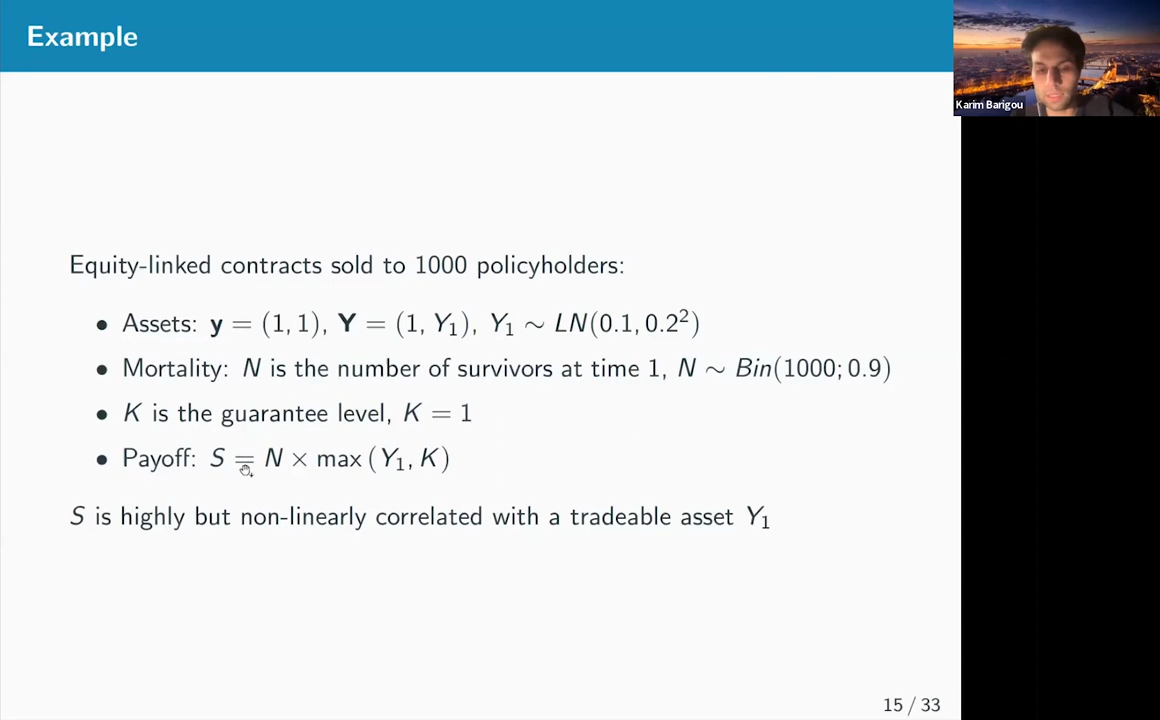 Example
Karim Barigou
Equity-linked contracts sold to 1000 policyholders:
• Assets: y = (1, 1), Y = (1, Y₁), Y₁ ∼ LN(0.1, 0.2²)
• Mortality: N is the number of survivors at time 1, N ∼ Bin(1000; 0.9)
• K is the guarantee level, K = 1
• Payoff: S = N × max (Y₁, K)
S is highly but non-linearly correlated with a tradeable asset Y₁
15 / 33